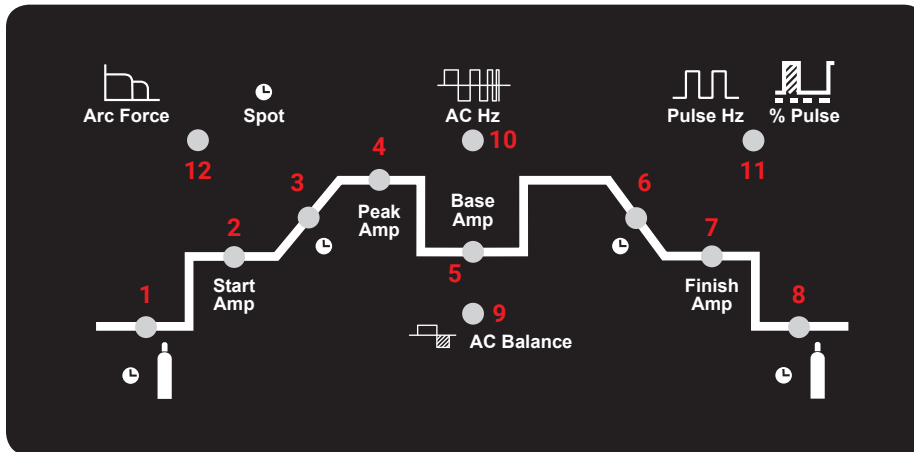 Arc Force
Spot
AC Hz
Pulse Hz
% Pulse
12
10
11
3
4
6
Peak
Amp
Base
Amp
2
7
Start
Amp
5
Finish
Amp
1
9
8
AC Balance